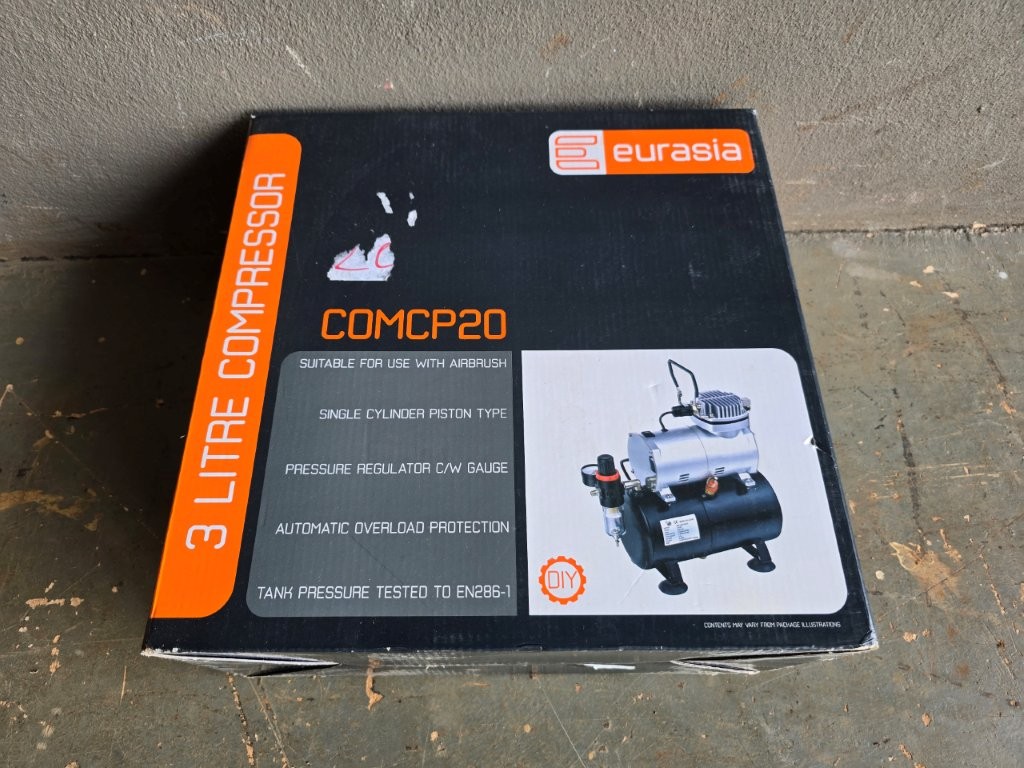 eurasia
3 LITRE COMPRESSOR
COMCP20
SUITABLE FOR USE WITH AIRBRUSH
SINGLE CYLINDER PISTON TYPE
PRESSURE REGULATOR C/W GAUGE
AUTOMATIC OVERLOAD PROTECTION
TANK PRESSURE TESTED TO EN286-1
DIY
CONTENTS MAY VARY FROM PACKAGE ILLUSTRATIONS